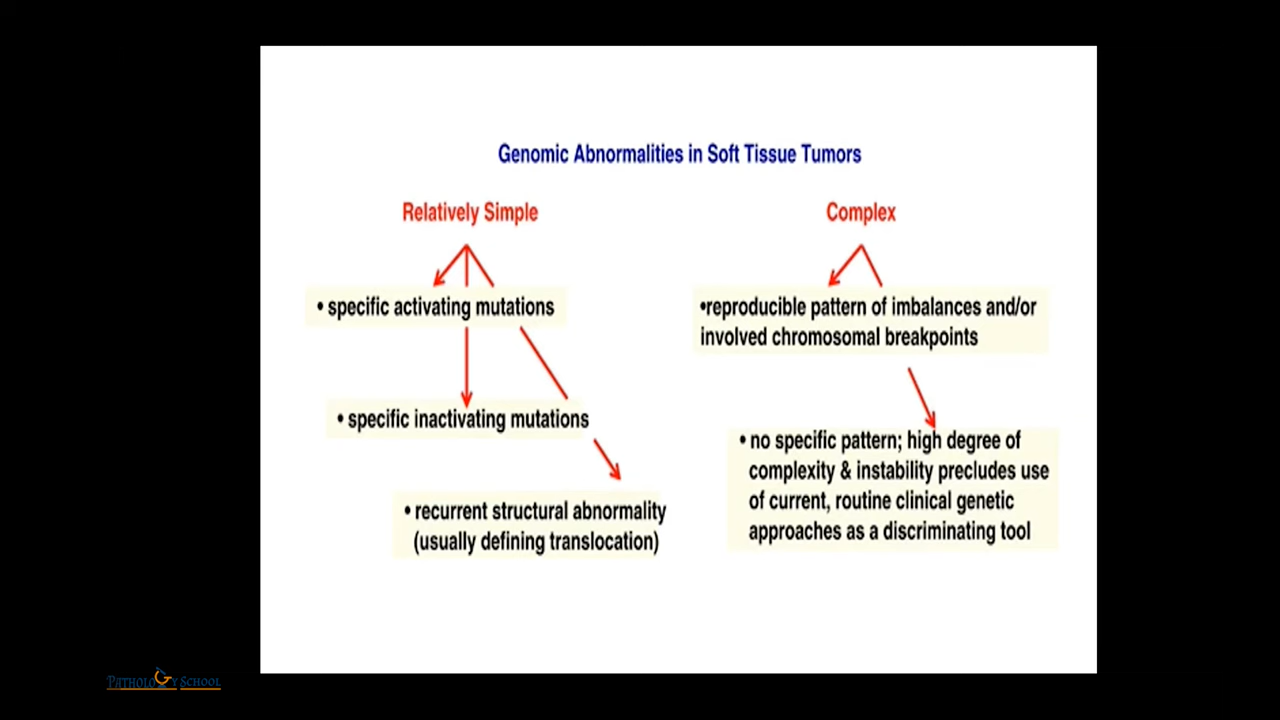 Genomic Abnormalities in Soft Tissue Tumors
Relatively Simple
• specific activating mutations
• specific inactivating mutations
• recurrent structural abnormality
(usually defining translocation)
Complex
•reproducible pattern of imbalances and/or
involved chromosomal breakpoints
• no specific pattern; high degree of
complexity & instability precludes use
of current, routine clinical genetic
approaches as a discriminating tool
PATHOLOGY SCHOOL